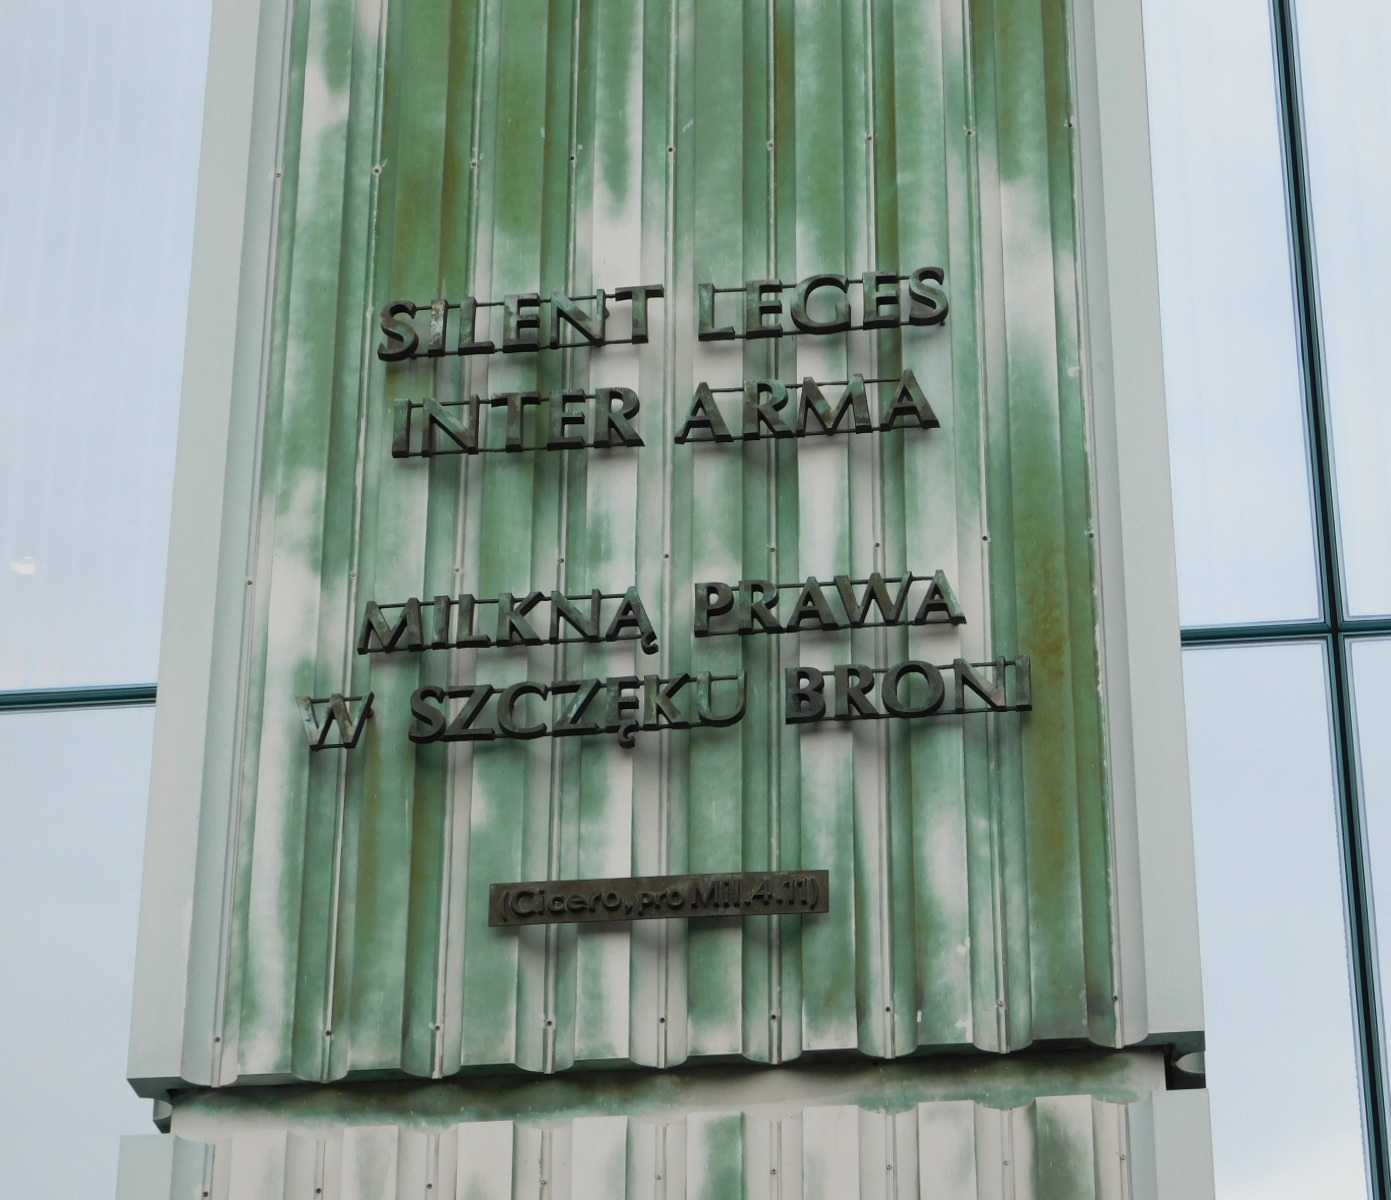 SILENT LEGES
INTER ARMA
MILKNĄ PRAWA
W SZCZĘKU BRONI
(Cicero, pro Mil. 4.11)